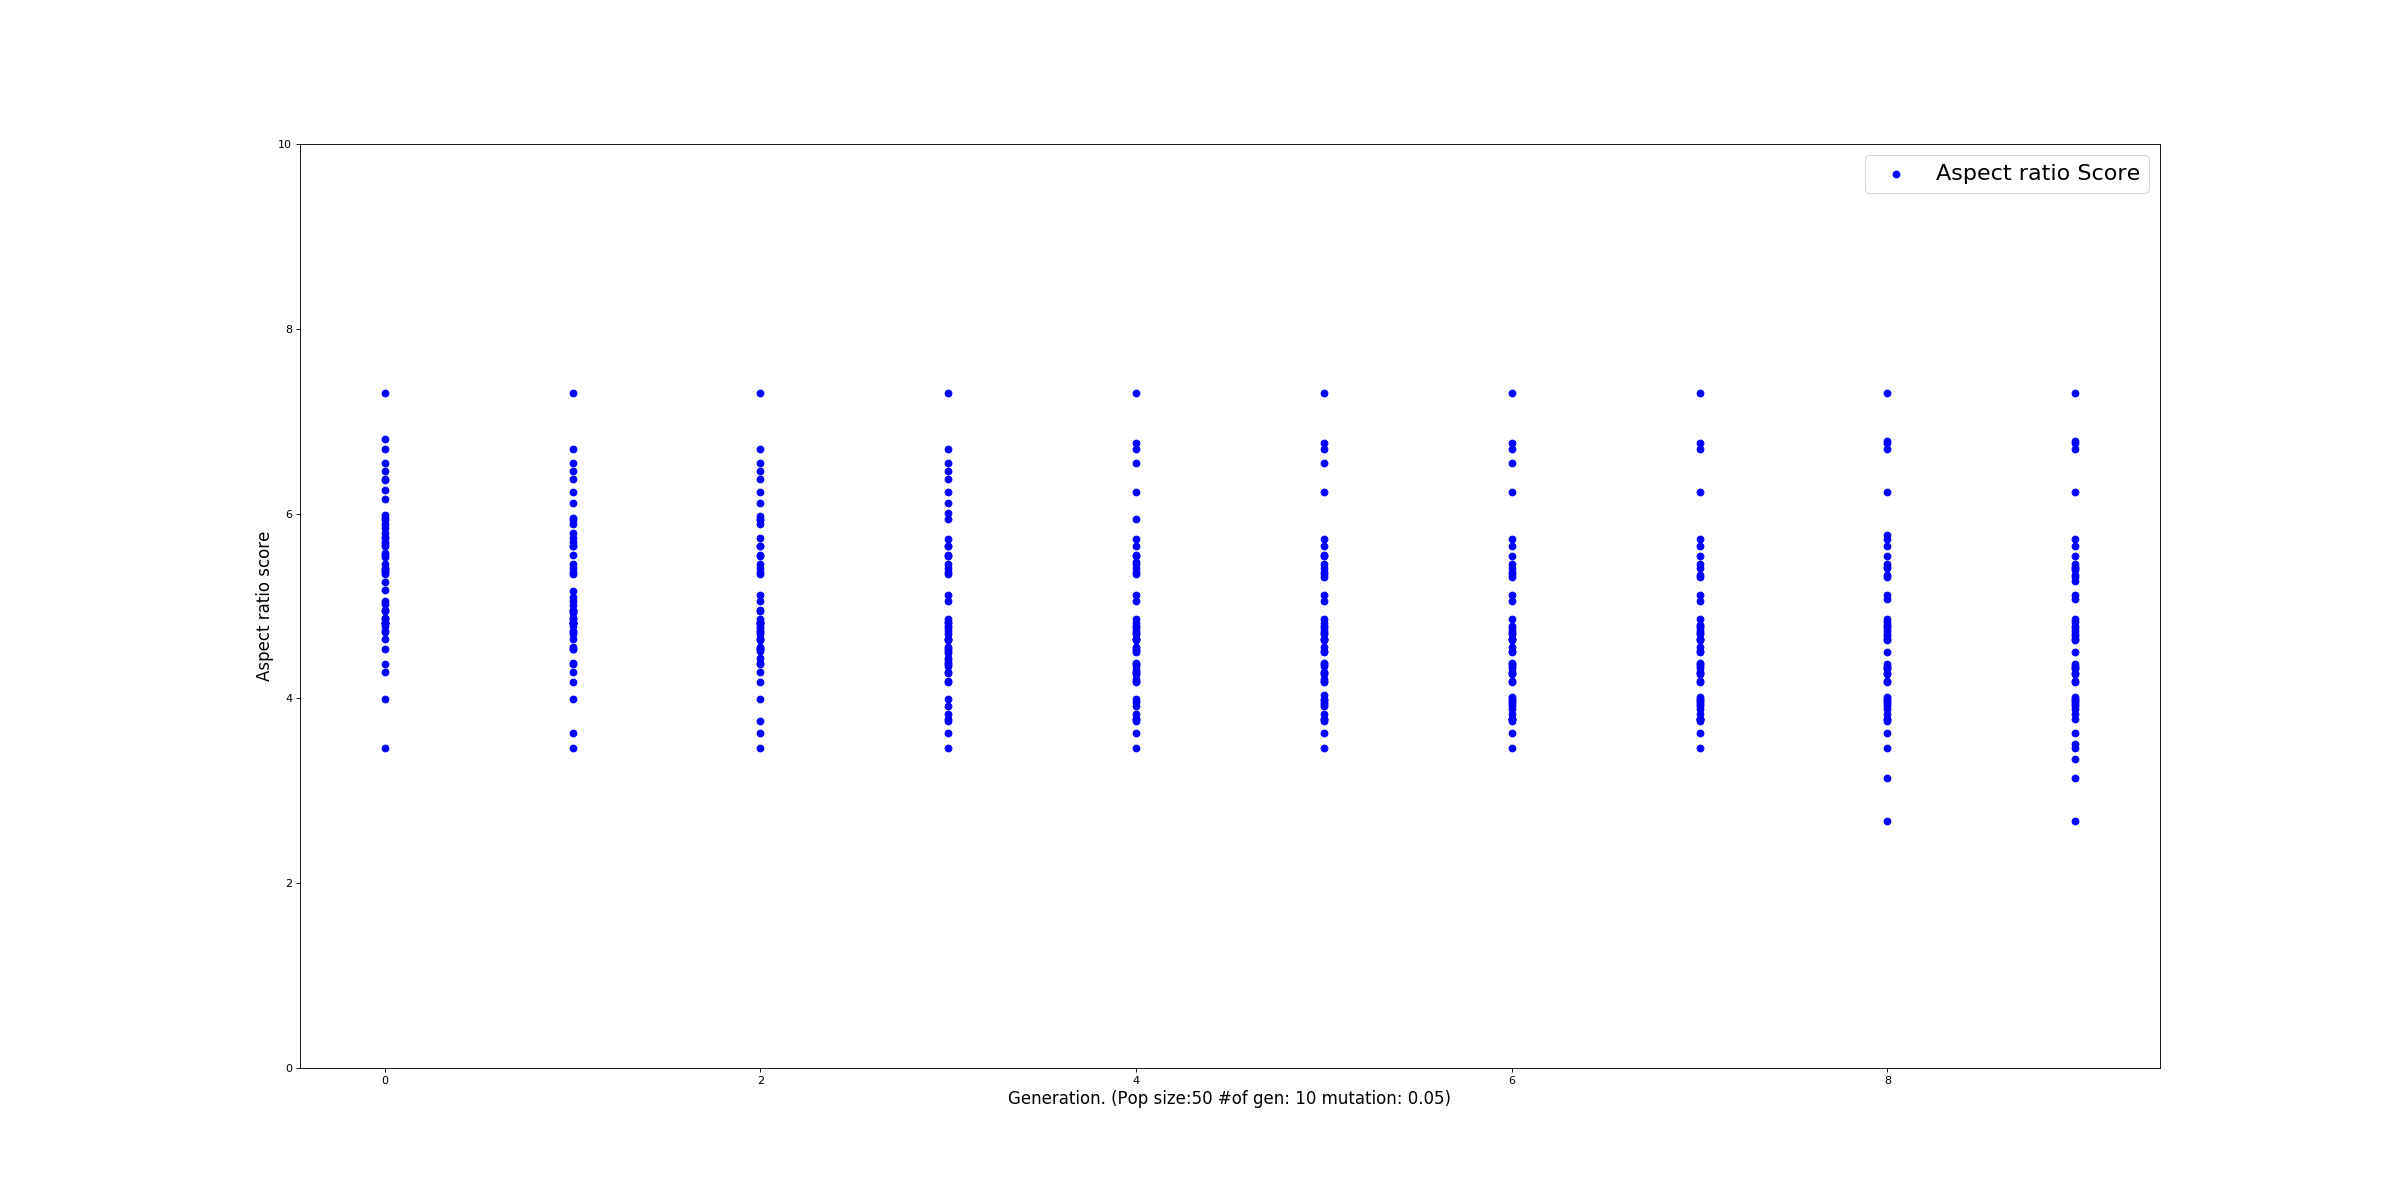 Aspect ratio Score
10
8
6
4
2
0
Aspect ratio score
0 2 4 6 8
Generation. (Pop size:50 #of gen: 10 mutation: 0.05)